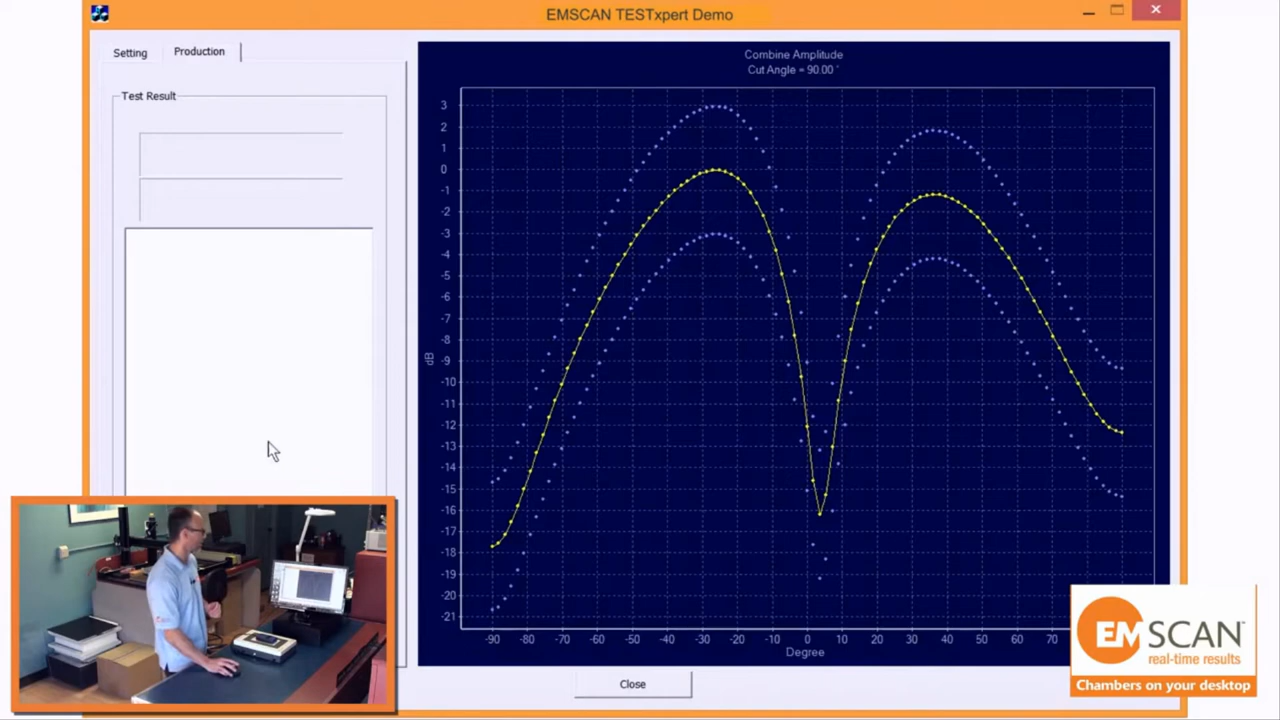 EMSCAN TESTxpert Demo
Setting
Production
Test Result
Combine Amplitude
Cut Angle = 90.00 °
3
2
1
0
-1
-2
-3
-4
-5
-6
-7
-8
-9
-10
-11
-12
-13
-14
-15
-16
-17
-18
-19
-20
-21
dB
-90 -80 -70 -60 -50 -40 -30 -20 -10 0 10 20 30 40 50 60 70
Degree
Close
EMSCAN™
real-time results
Chambers on your desktop